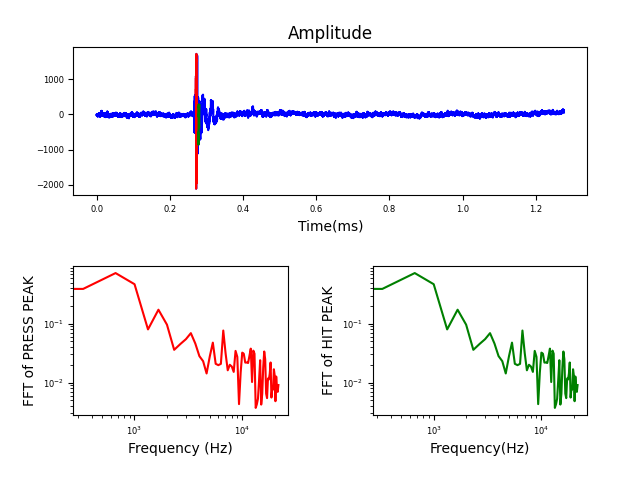 Amplitude
1000
0
−1000
−2000
0.0 0.2 0.4 0.6 0.8 1.0 1.2
Time(ms)
FFT of PRESS PEAK
10⁻¹
10⁻²
10³ 10⁴
Frequency (Hz)
FFT of HIT PEAK
10⁻¹
10⁻²
10³ 10⁴
Frequency(Hz)